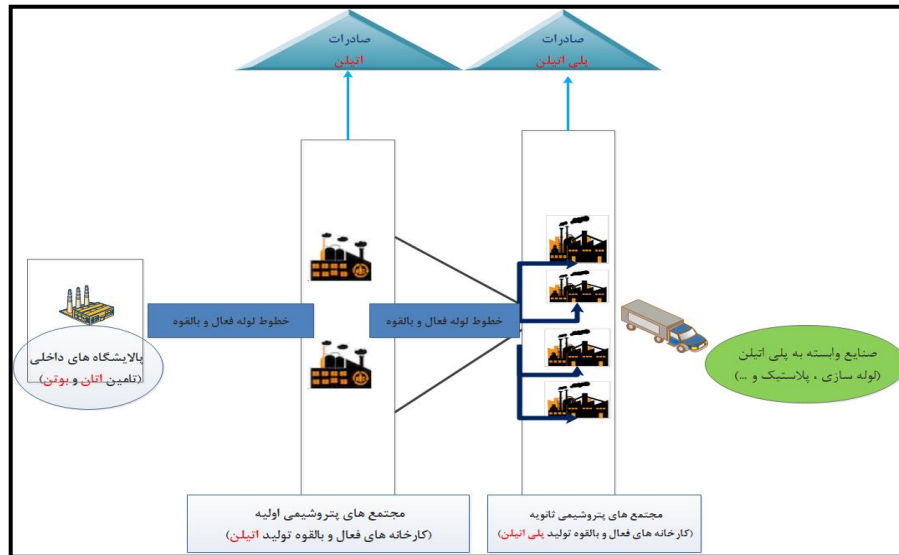 صادرات
اتیلن
صادرات
پلی اتیلن
خطوط لوله فعال و بالقوه
خطوط لوله فعال و بالقوه
پالایشگاه های داخلی
(تامین اتان و بوتن)
صنایع وابسته به پلی اتیلن
(لوله سازی ، پلاستیک و ...)
مجتمع های پتروشیمی اولیه
(کارخانه های فعال و بالقوه تولید اتیلن)
مجتمع های پتروشیمی ثانویه
(کارخانه های فعال و بالقوه تولید پلی اتیلن)